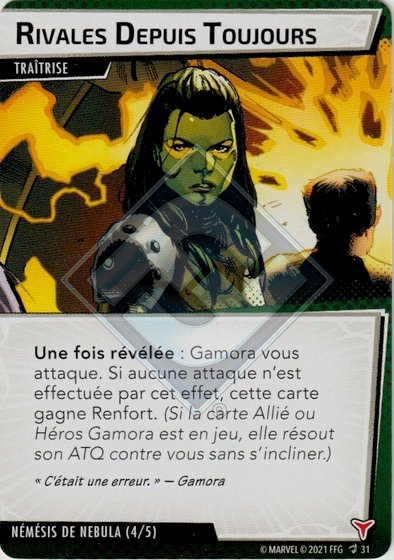 Rivales Depuis Toujours
TRAÎTRISE
Une fois révélée : Gamora vous
attaque. Si aucune attaque n'est
effectuée par cet effet, cette carte
gagne Renfort. (Si la carte Allié ou
Héros Gamora est en jeu, elle résout
son ATQ contre vous sans s'incliner.)
« C'était une erreur. » – Gamora
NÉMÉSIS DE NEBULA (4/5)
© MARVEL © 2021 FFG 31